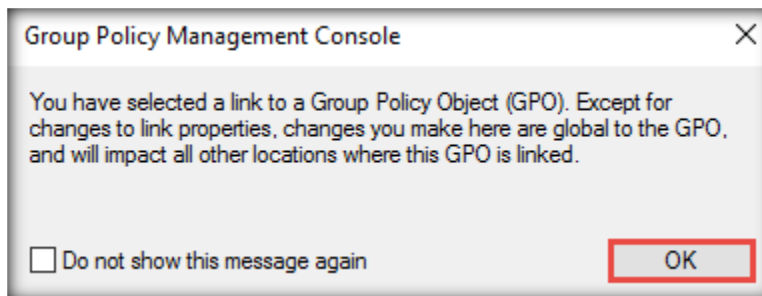 Group Policy Management Console
You have selected a link to a Group Policy Object (GPO). Except for
changes to link properties, changes you make here are global to the GPO,
and will impact all other locations where this GPO is linked.
Do not show this message again
OK